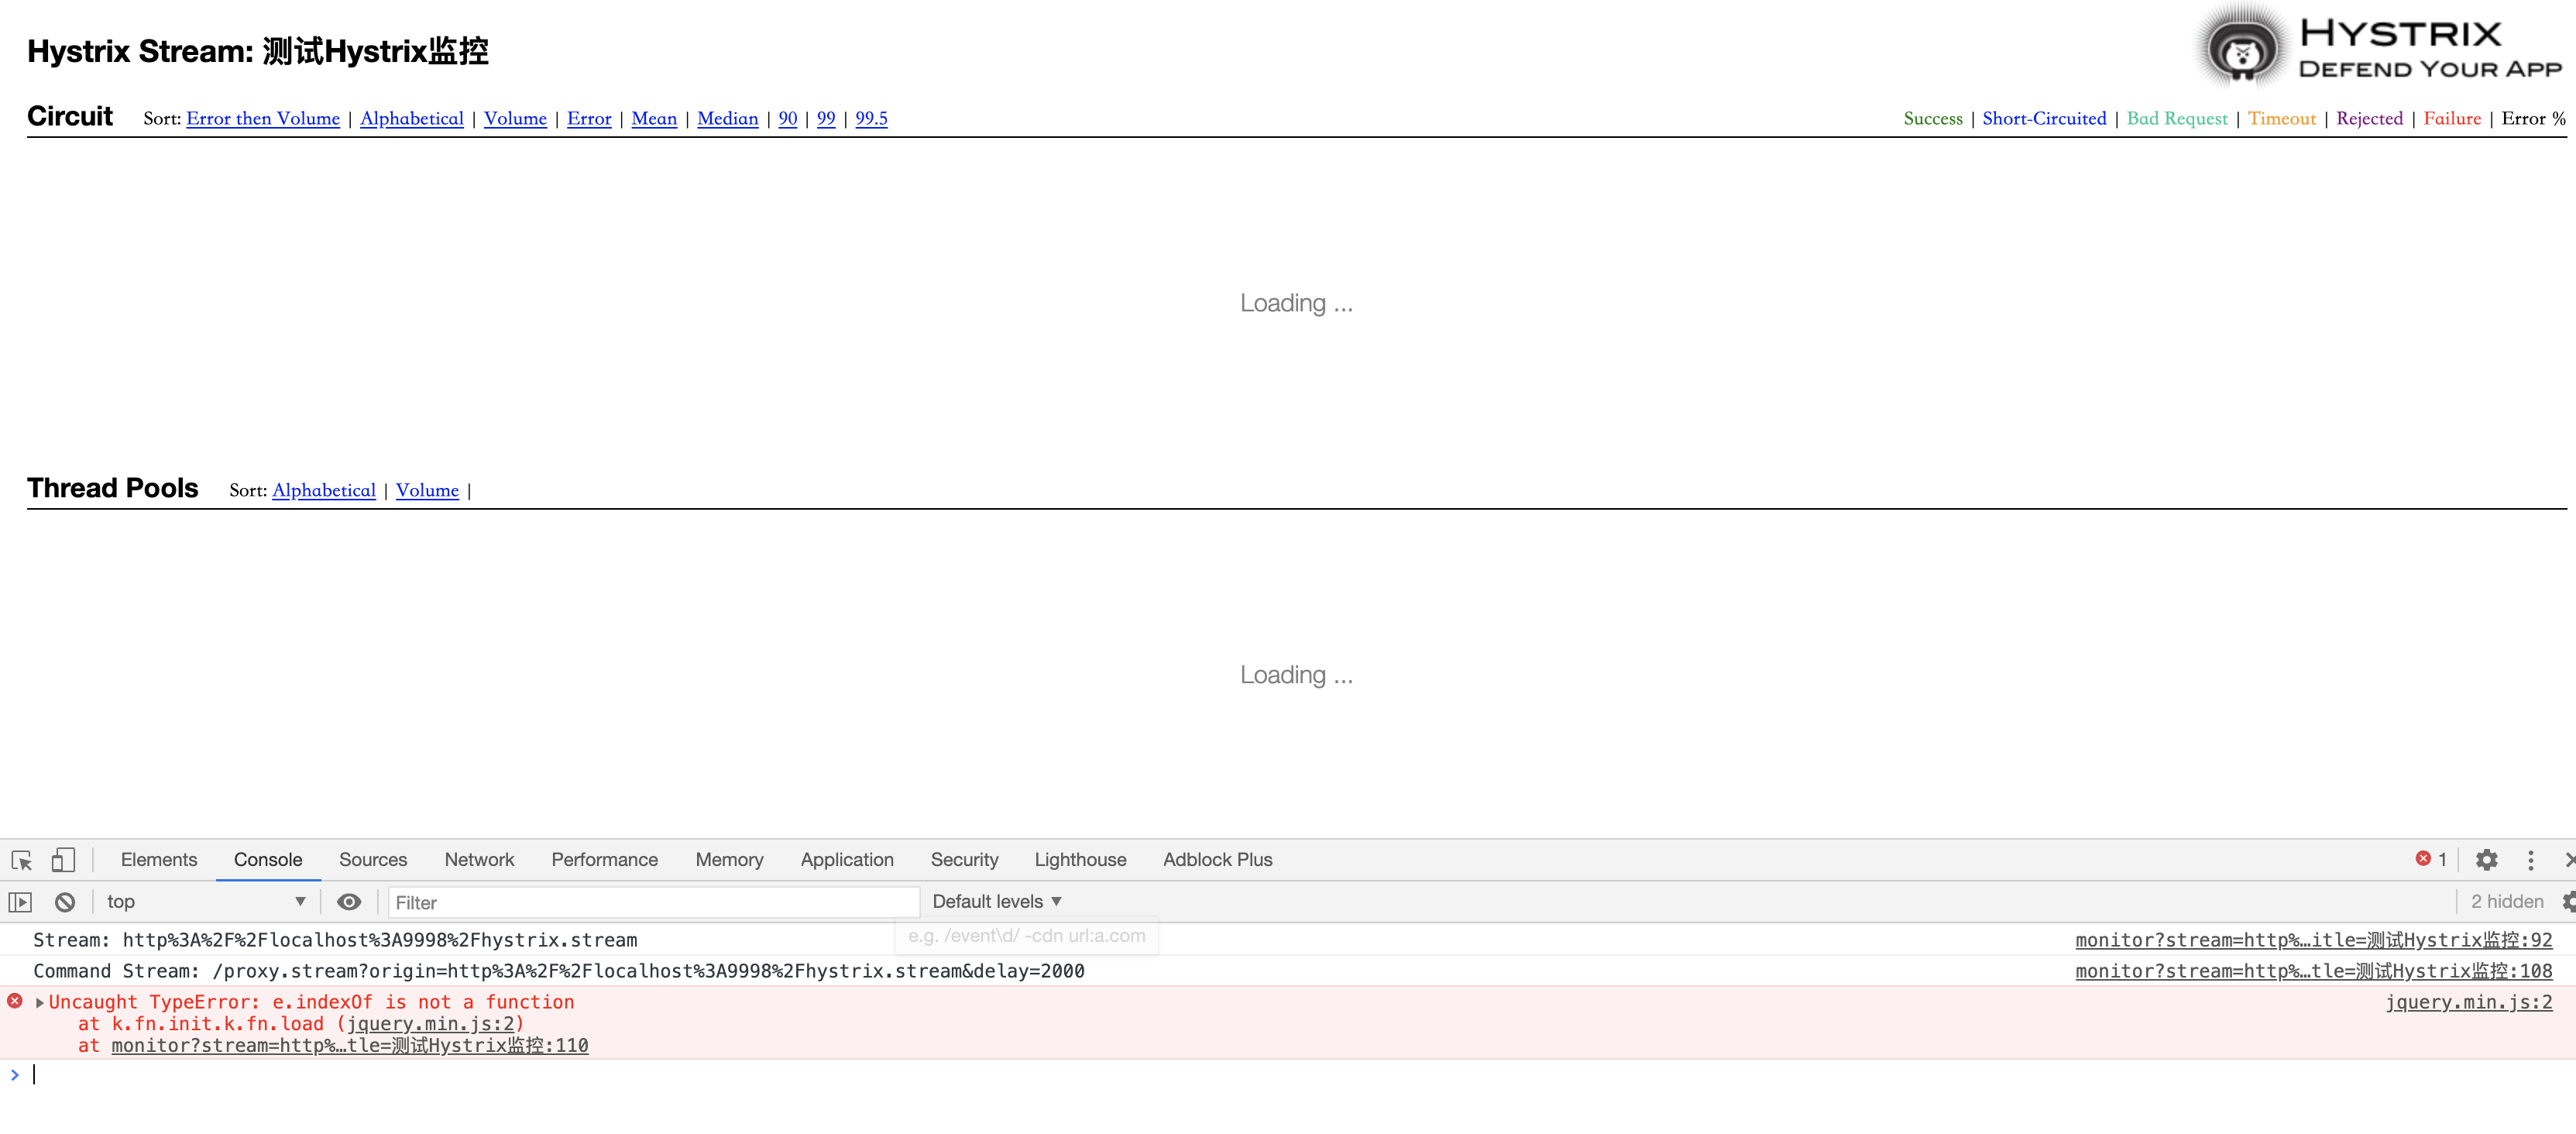 Hystrix Stream: 测试Hystrix监控
HYSTRIX
DEFEND YOUR APP
Circuit Sort: Error then Volume | Alphabetical | Volume | Error | Mean | Median | 90 | 99 | 99.5
Success | Short-Circuited | Bad Request | Timeout | Rejected | Failure | Error %
Loading ...
Thread Pools Sort: Alphabetical | Volume |
Loading ...
Elements Console Sources Network Performance Memory Application Security Lighthouse Adblock Plus 1
top Filter Default levels 2 hidden
e.g. /event\d/ -cdn url:a.com
Stream: http%3A%2F%2Flocalhost%3A9998%2Fhystrix.stream monitor?stream=http%…itle=测试Hystrix监控:92
Command Stream: /proxy.stream?origin=http%3A%2F%2Flocalhost%3A9998%2Fhystrix.stream&delay=2000 monitor?stream=http%…tle=测试Hystrix监控:108
Uncaught TypeError: e.indexOf is not a function jquery.min.js:2
at k.fn.init.k.fn.load (jquery.min.js:2)
at monitor?stream=http%…tle=测试Hystrix监控:110